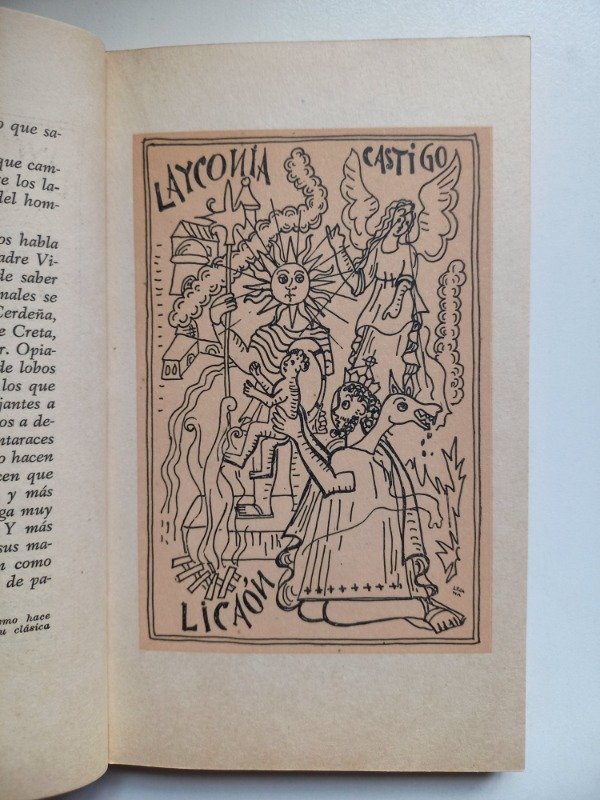 o que sa-
que cam-
e los la-
del hom-
os habla
adre Vi-
de saber
nales se
Cerdeña,
e Creta,
r. Opia-
de lobos
los que
jantes a
os a de-
ntaraces
o hacen
cen que
y más
ga muy
Y más
sus ma-
n como
de pa-
omo hace
u clásica
LAYCONIA
CASTIGO
LICAÓN